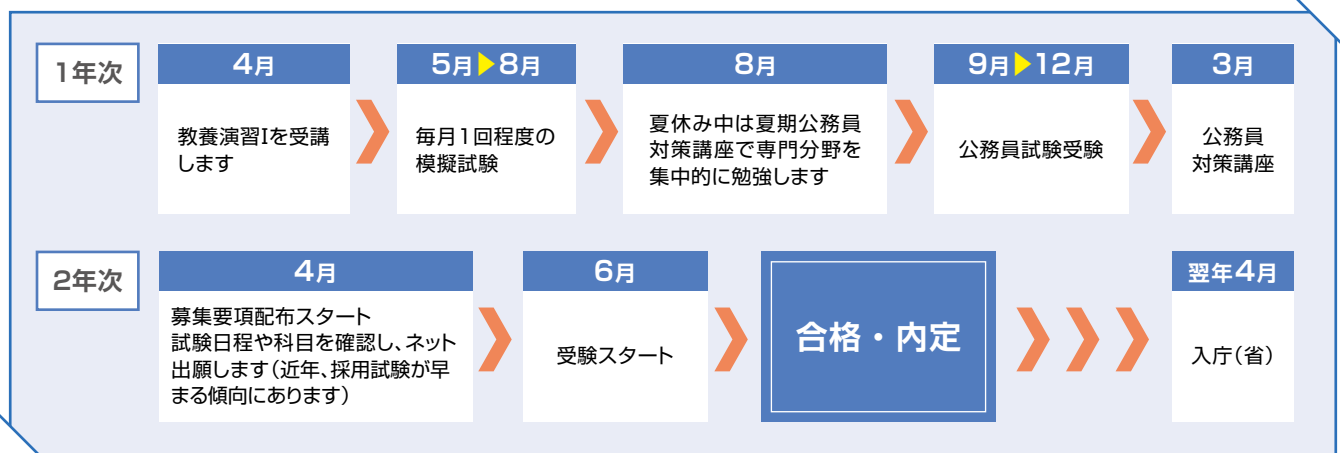 1年次
4月
教養演習Iを受講
します
5月▶8月
毎月1回程度の
模擬試験
8月
夏休み中は夏期公務員
対策講座で専門分野を
集中的に勉強します
9月▶12月
公務員試験受験
3月
公務員
対策講座
2年次
4月
募集要項配布スタート
試験日程や科目を確認し、ネット
出願します(近年、採用試験が早
まる傾向にあります)
6月
受験スタート
合格・内定
翌年4月
入庁(省)